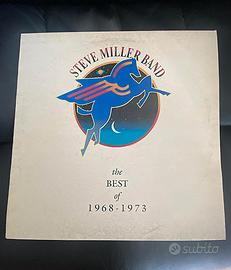 STEVE MILLER BAND
the
BEST
of
1968-1973
subito